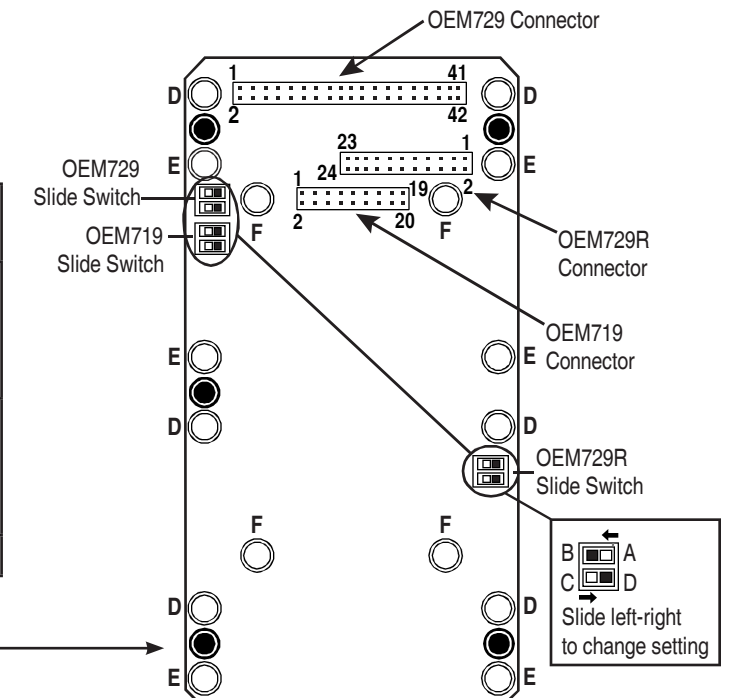 OEM729 Connector
1 41
D D
2 42
23 1
E E
OEM729
Slide Switch
1 24 19 2
2 20
F F
OEM719
Slide Switch
OEM729R
Connector
OEM719
Connector
E E
D D
OEM729R
Slide Switch
F F
B A
C D
Slide left-right
to change setting
D D
E E